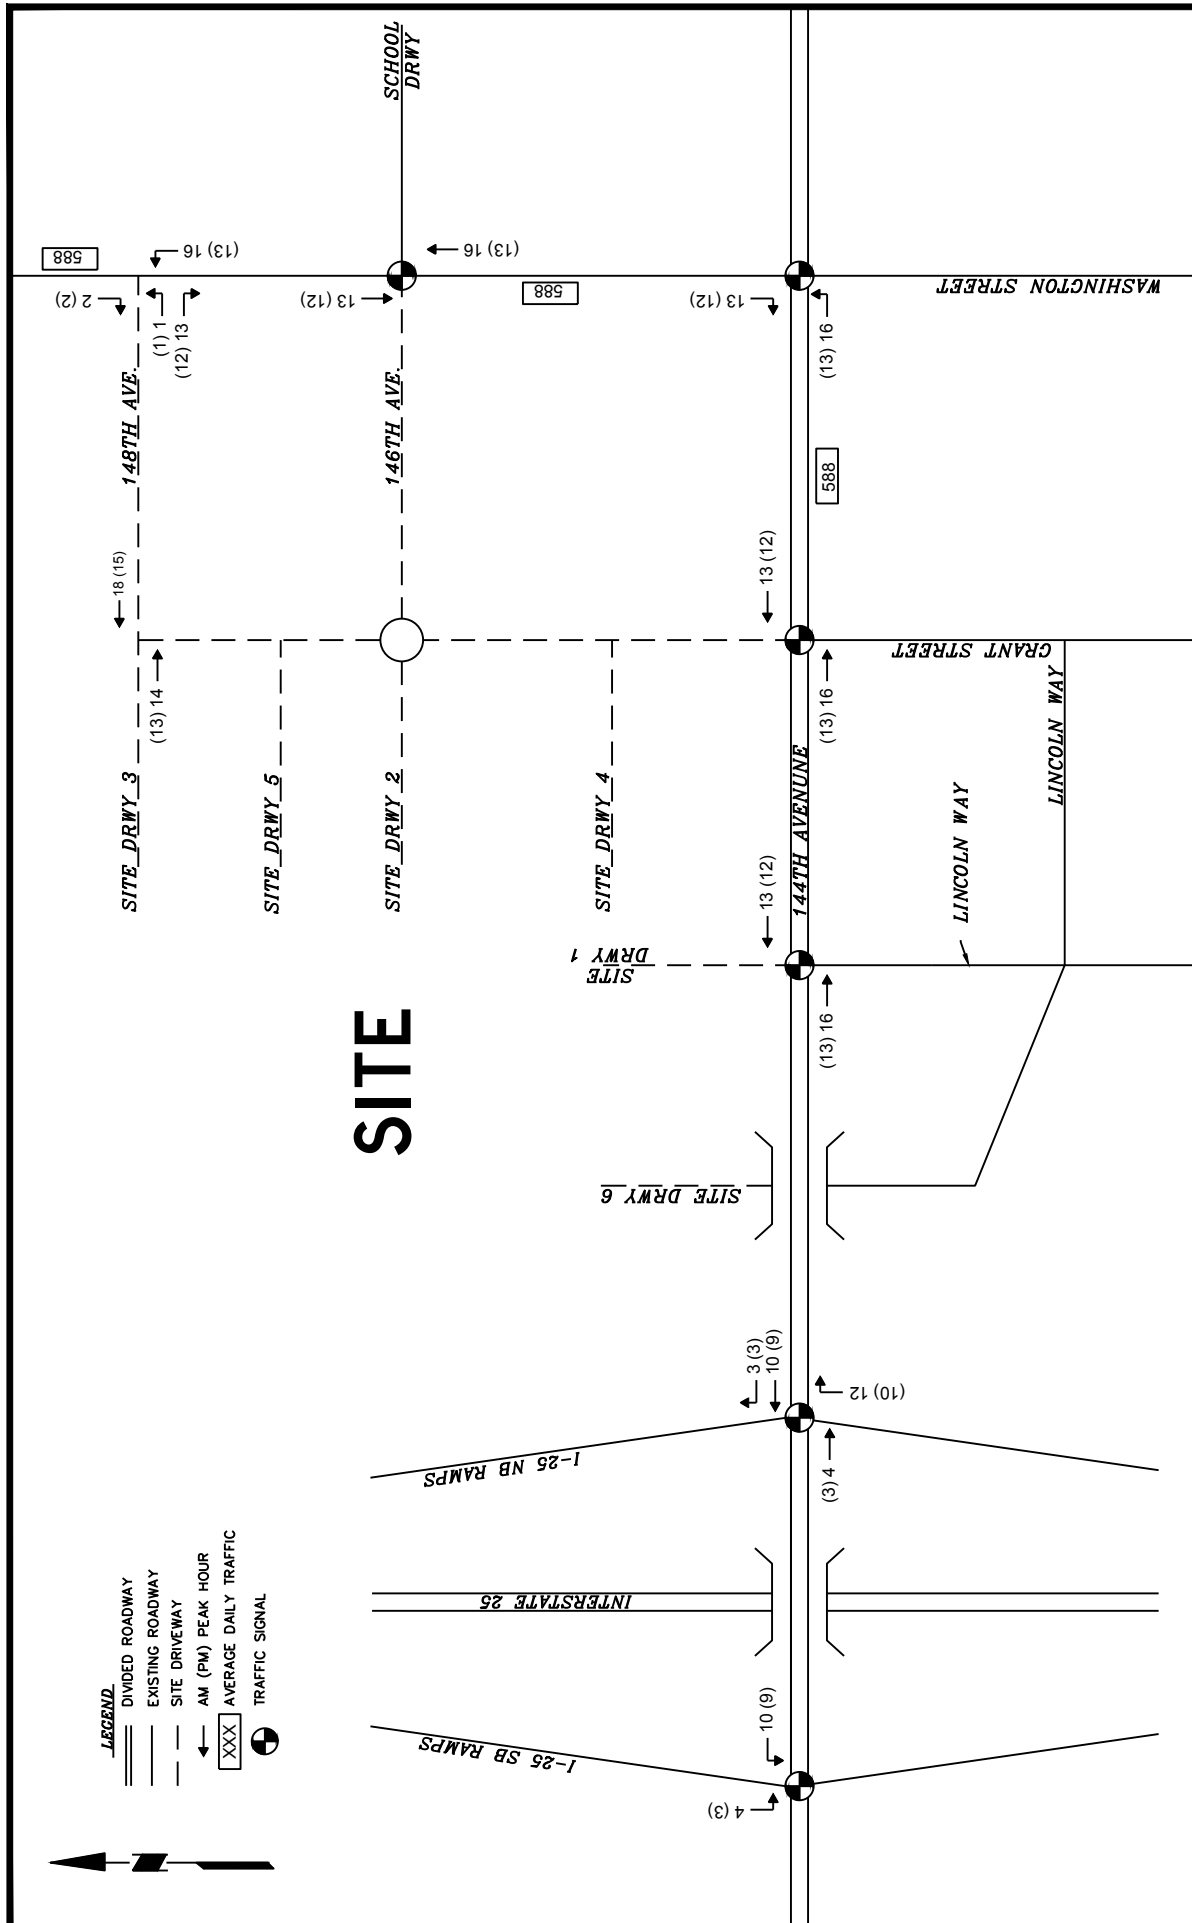 SCHOOL
DRWY
588
(13) 16
2 (2)
(1) 1
(12) 13
148TH AVE.
13 (12)
(13) 16
146TH AVE.
588
13 (12)
(13) 16
WASHINGTON STREET
588
18 (15)
(13) 14
13 (12)
(13) 16
GRANT STREET
LINCOLN WAY
SITE DRWY 3
SITE DRWY 5
SITE DRWY 2
SITE DRWY 4
144TH AVENUNE
LINCOLN WAY
13 (12)
(13) 16
SITE
DRWY 1
SITE
SITE DRWY 6
3 (3)
10 (9)
(10) 12
(3) 4
I-25 NB RAMPS
INTERSTATE 25
10 (9)
4 (3)
I-25 SB RAMPS
LEGEND
DIVIDED ROADWAY
EXISTING ROADWAY
SITE DRIVEWAY
AM (PM) PEAK HOUR
XXX AVERAGE DAILY TRAFFIC
TRAFFIC SIGNAL